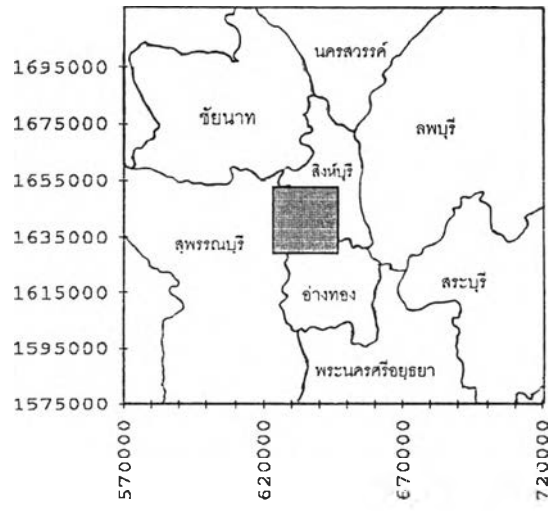 นครสวรรค์
1695000
ชัยนาท
ลพบุรี
1675000
สิงห์บุรี
1655000
สุพรรณบุรี
1635000
สระบุรี
อ่างทอง
1615000
1595000
พระนครศรีอยุธยา
1575000
570000
620000
670000
720000